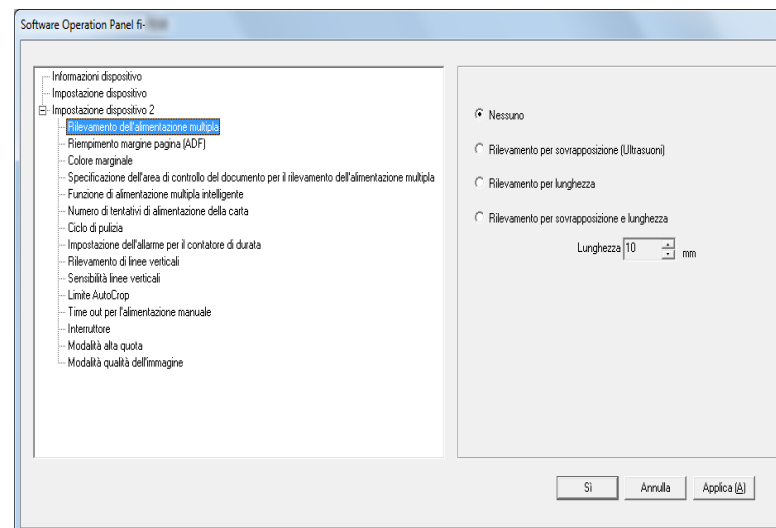 Software Operation Panel fi-
Informazioni dispositivo
Impostazione dispositivo
Impostazione dispositivo 2
Rilevamento dell'alimentazione multipla
Riempimento margine pagina (ADF)
Colore marginale
Specificazione dell'area di controllo del documento per il rilevamento dell'alimentazione multipla
Funzione di alimentazione multipla intelligente
Numero di tentativi di alimentazione della carta
Ciclo di pulizia
Impostazione dell'allarme per il contatore di durata
Rilevamento di linee verticali
Sensibilità linee verticali
Limite AutoCrop
Time out per l'alimentazione manuale
Interruttore
Modalità alta quota
Modalità qualità dell'immagine
Nessuno
Rilevamento per sovrapposizione (Ultrasuoni)
Rilevamento per lunghezza
Rilevamento per sovrapposizione e lunghezza
Lunghezza 10 mm
Sì Annulla Applica (A)